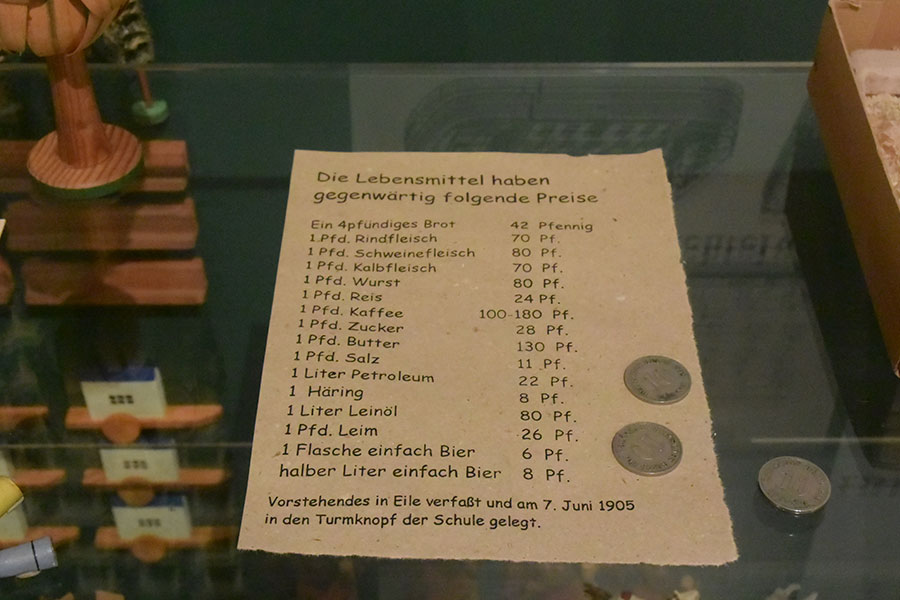 Die Lebensmittel haben
gegenwärtig folgende Preise
Ein 4pfündiges Brot 42 Pfennig
1 Pfd. Rindfleisch 70 Pf.
1 Pfd. Schweinefleisch 80 Pf.
1 Pfd. Kalbfleisch 70 Pf.
1 Pfd. Wurst 80 Pf.
1 Pfd. Reis 24 Pf.
1 Pfd. Kaffee 100-180 Pf.
1 Pfd. Zucker 28 Pf.
1 Pfd. Butter 130 Pf.
1 Pfd. Salz 11 Pf.
1 Liter Petroleum 22 Pf.
1 Häring 8 Pf.
1 Liter Leinöl 80 Pf.
1 Pfd. Leim 26 Pf.
1 Flasche einfach Bier 6 Pf.
halber Liter einfach Bier 8 Pf.
Vorstehendes in Eile verfaßt und am 7. Juni 1905
in den Turmknopf der Schule gelegt.